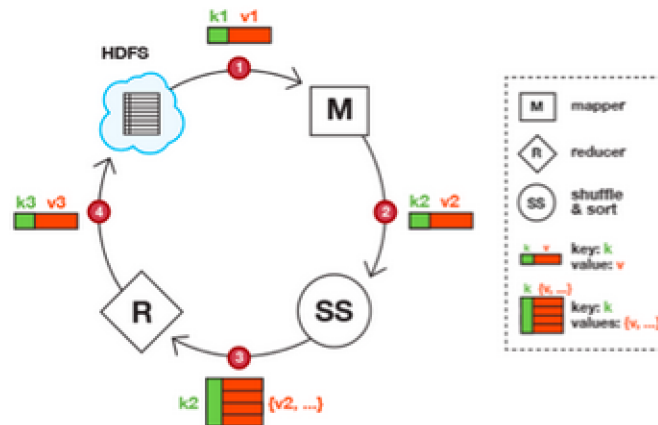 k1 v1
HDFS
1
M
k3 v3
4
2
k2 v2
R
SS
3
k2 {v2, ...}
M mapper
R reducer
SS shuffle
& sort
k v
key: k
value: v
k {v, ...}
key: k
values: {v, ...}